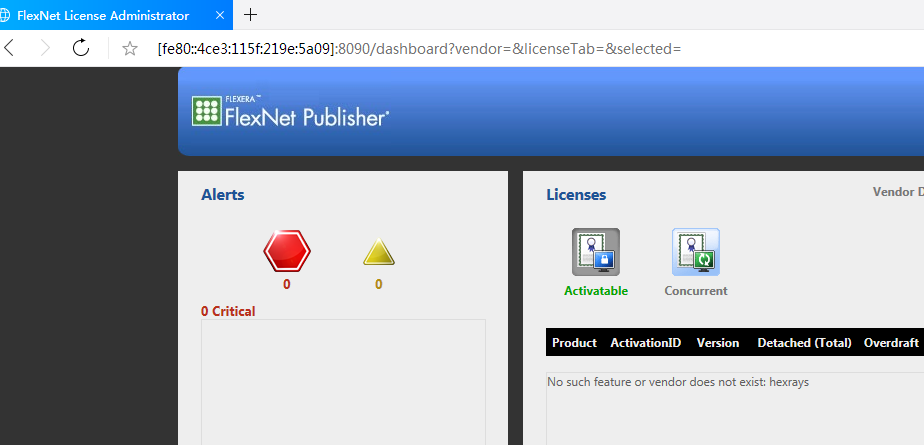 FlexNet License Administrator
[fe80::4ce3:115f:219e:5a09]:8090/dashboard?vendor=&licenseTab=&selected=
FLEXERA™
FlexNet Publisher®
Alerts
0
0
0 Critical
Licenses
Vendor D
Activatable
Concurrent
Product ActivationID Version Detached (Total) Overdraft
No such feature or vendor does not exist: hexrays